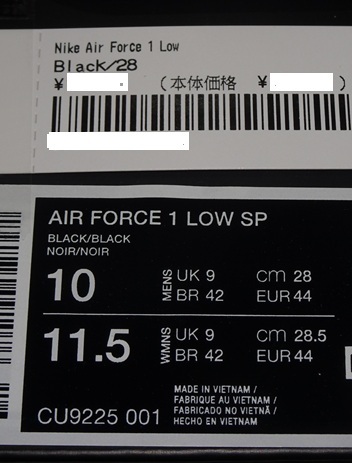 Nike Air Force 1 Low
Black/28
¥ (本体価格 ¥ )
AIR FORCE 1 LOW SP
BLACK/BLACK
NOIR/NOIR
10 MENS UK 9 cm 28
BR 42 EUR 44
11.5 WMNS UK 9 cm 28.5
BR 42 EUR 44
MADE IN VIETNAM /
FABRIQUE AU VIETNAM /
FABRICADO NO VIETNÃ /
HECHO EN VIETNAM
CU9225 001